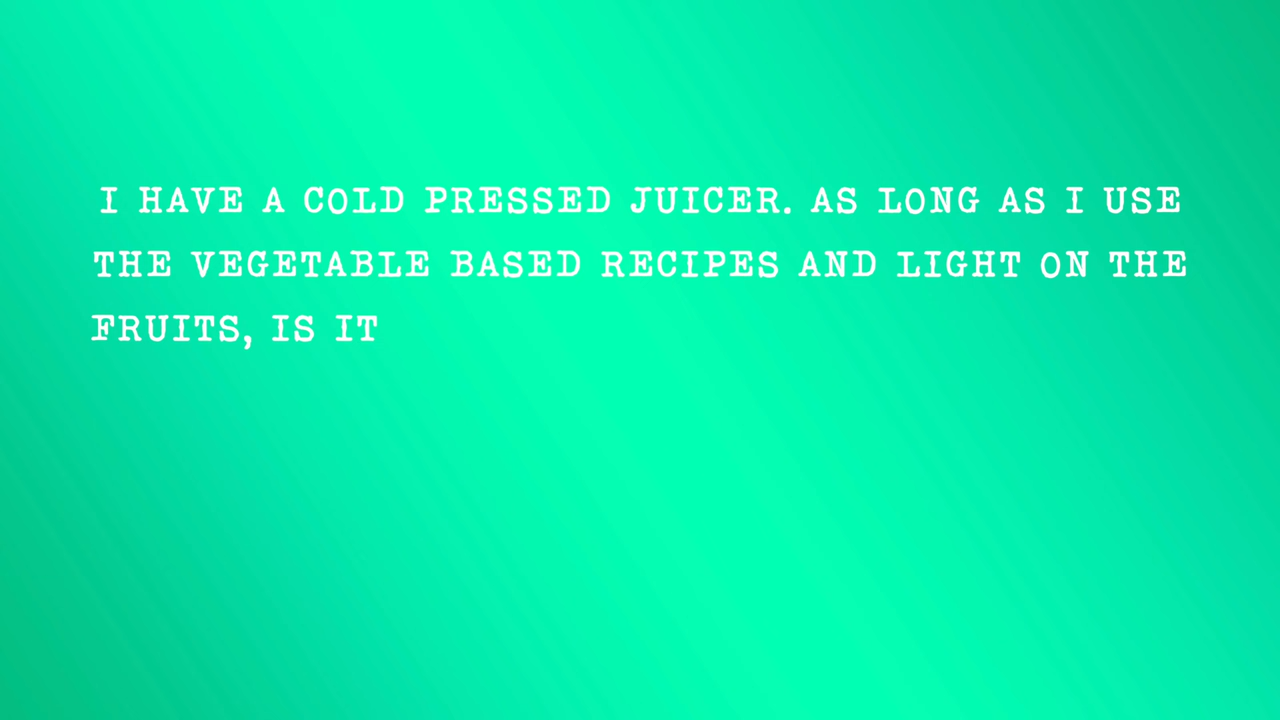 I HAVE A COLD PRESSED JUICER. AS LONG AS I USE
THE VEGETABLE BASED RECIPES AND LIGHT ON THE
FRUITS, IS IT